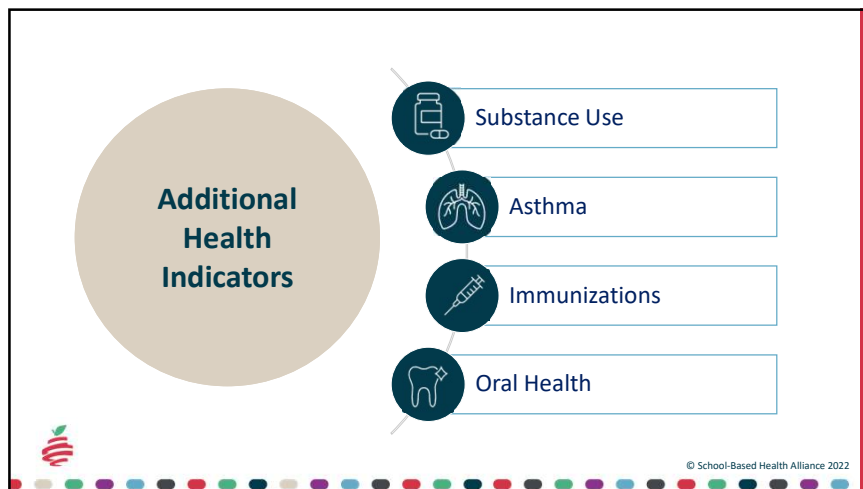 Additional
Health
Indicators
Substance Use
Asthma
Immunizations
Oral Health
© School-Based Health Alliance 2022